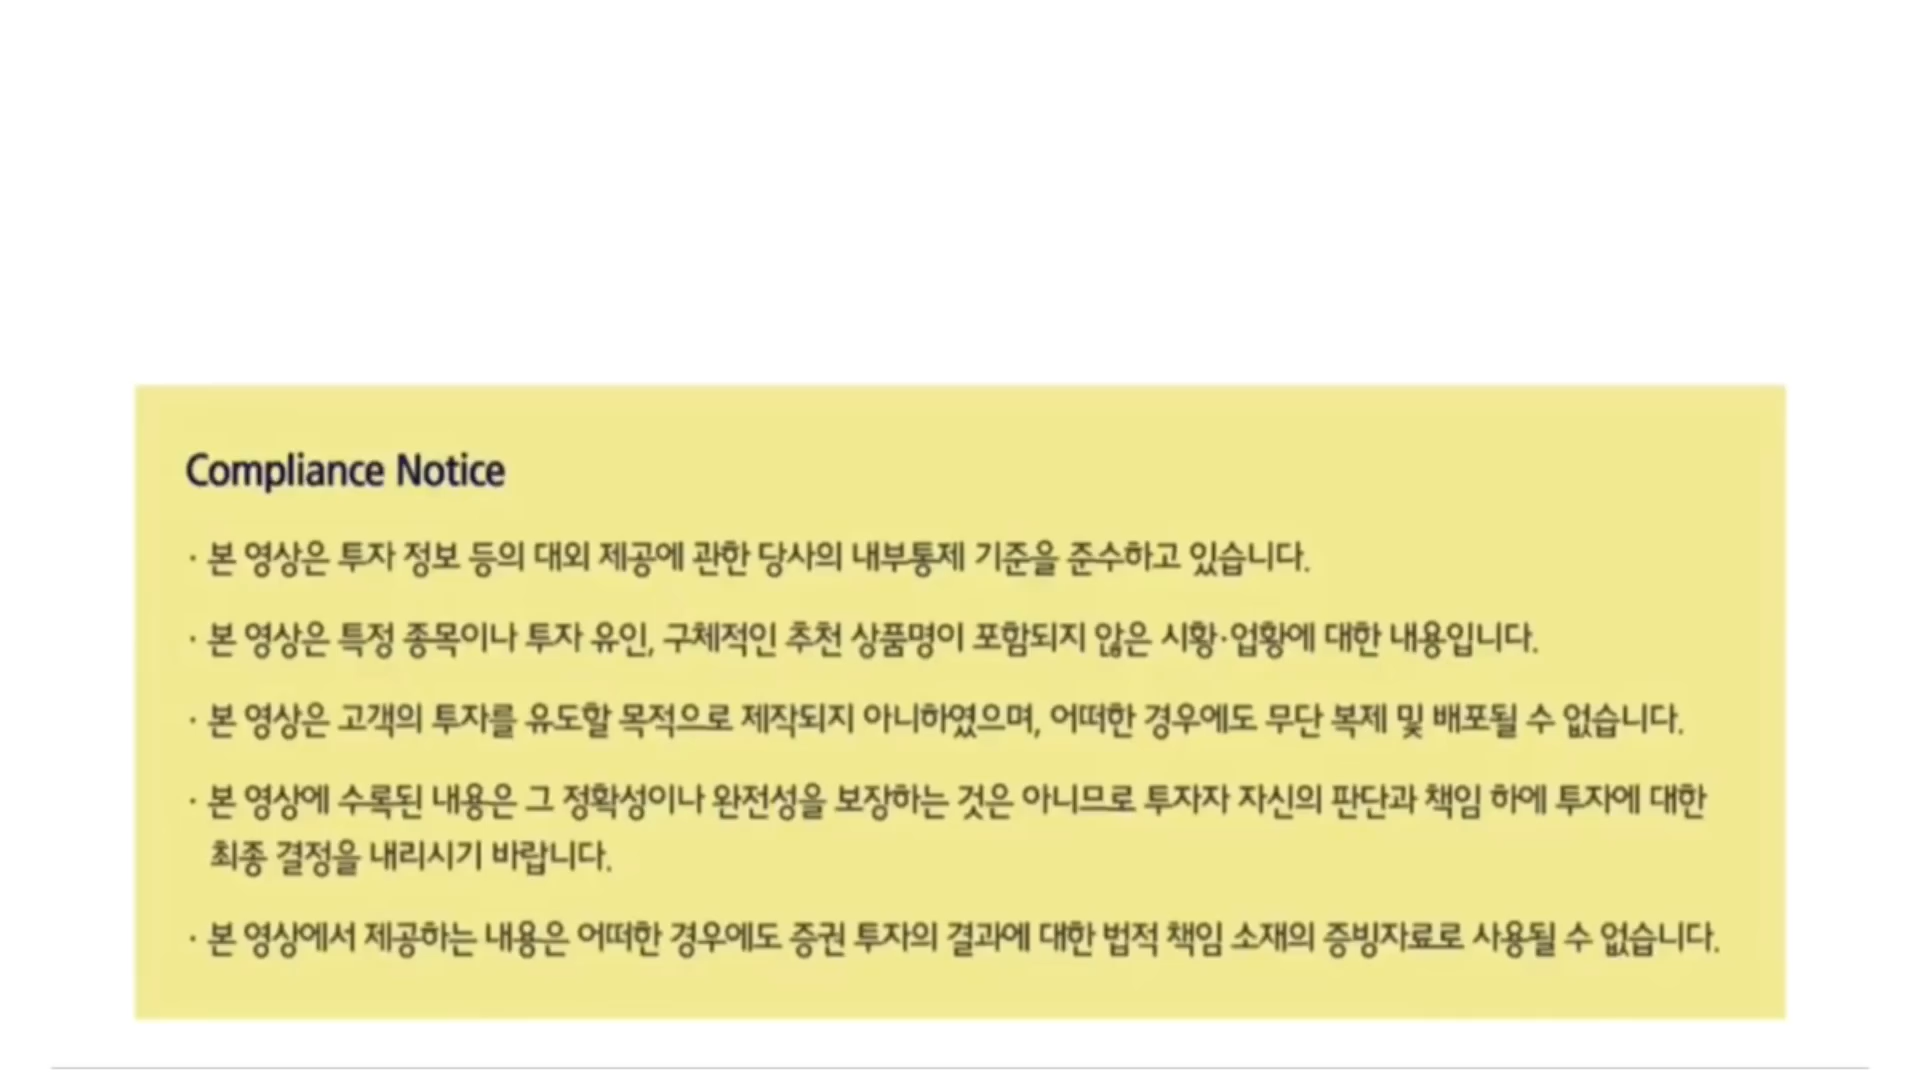 Compliance Notice
· 본 영상은 투자 정보 등의 대외 제공에 관한 당사의 내부통제 기준을 준수하고 있습니다.
· 본 영상은 특정 종목이나 투자 유인, 구체적인 추천 상품명이 포함되지 않은 시황·업황에 대한 내용입니다.
· 본 영상은 고객의 투자를 유도할 목적으로 제작되지 아니하였으며, 어떠한 경우에도 무단 복제 및 배포될 수 없습니다.
· 본 영상에 수록된 내용은 그 정확성이나 완전성을 보장하는 것은 아니므로 투자자 자신의 판단과 책임 하에 투자에 대한
최종 결정을 내리시기 바랍니다.
· 본 영상에서 제공하는 내용은 어떠한 경우에도 증권 투자의 결과에 대한 법적 책임 소재의 증빙자료로 사용될 수 없습니다.